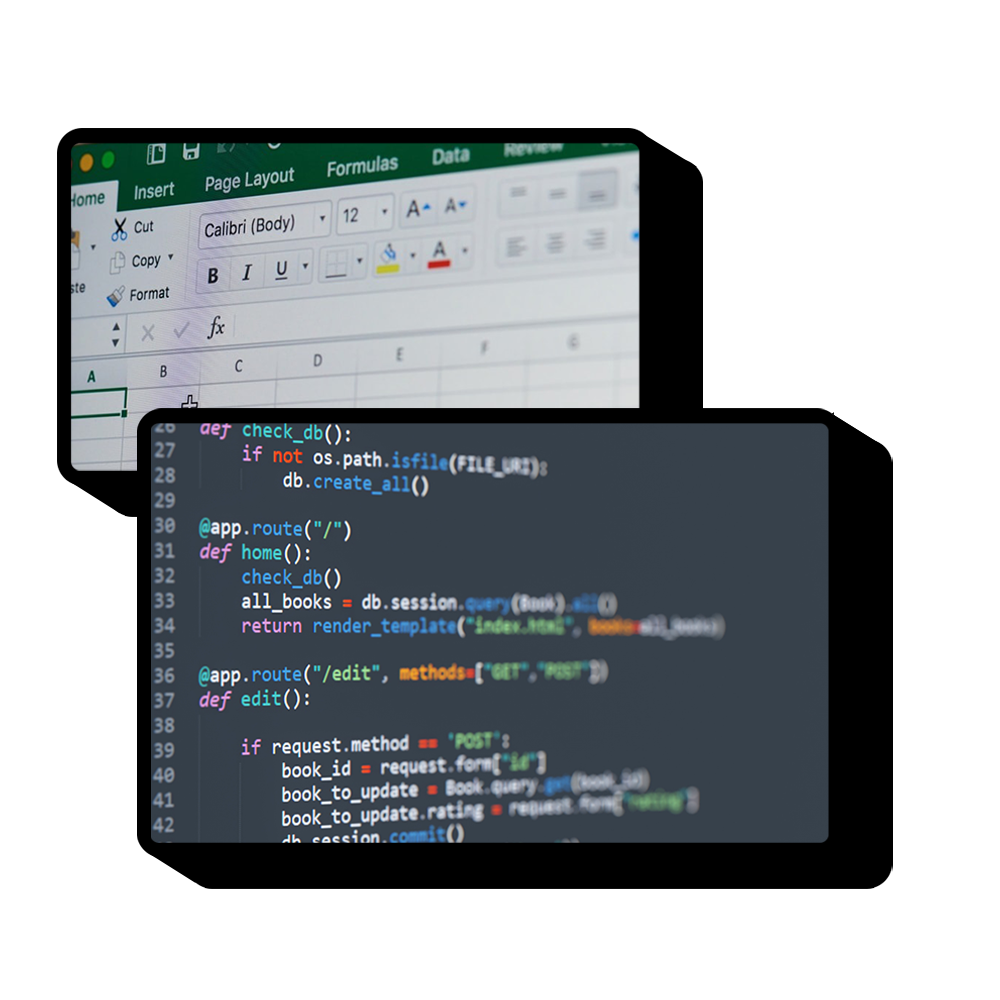 Home Insert Page Layout Formulas Data Review
Cut
Calibri (Body) 12 A A
Copy
B I U A
Format
fx
A B C D E F G
26 def check_db():
27 if not os.path.isfile(FILE_URI):
28 db.create_all()
29
30 @app.route("/")
31 def home():
32 check_db()
33 all_books = db.session.query(Book).all()
34 return render_template("index.html", books=all_books)
35
36 @app.route("/edit", methods=["GET","POST"])
37 def edit():
38
39 if request.method == 'POST':
40 book_id = request.form["id"]
41 book_to_update = Book.query.get(book_id)
42 book_to_update.rating = request.form["rating"]
db.session.commit()